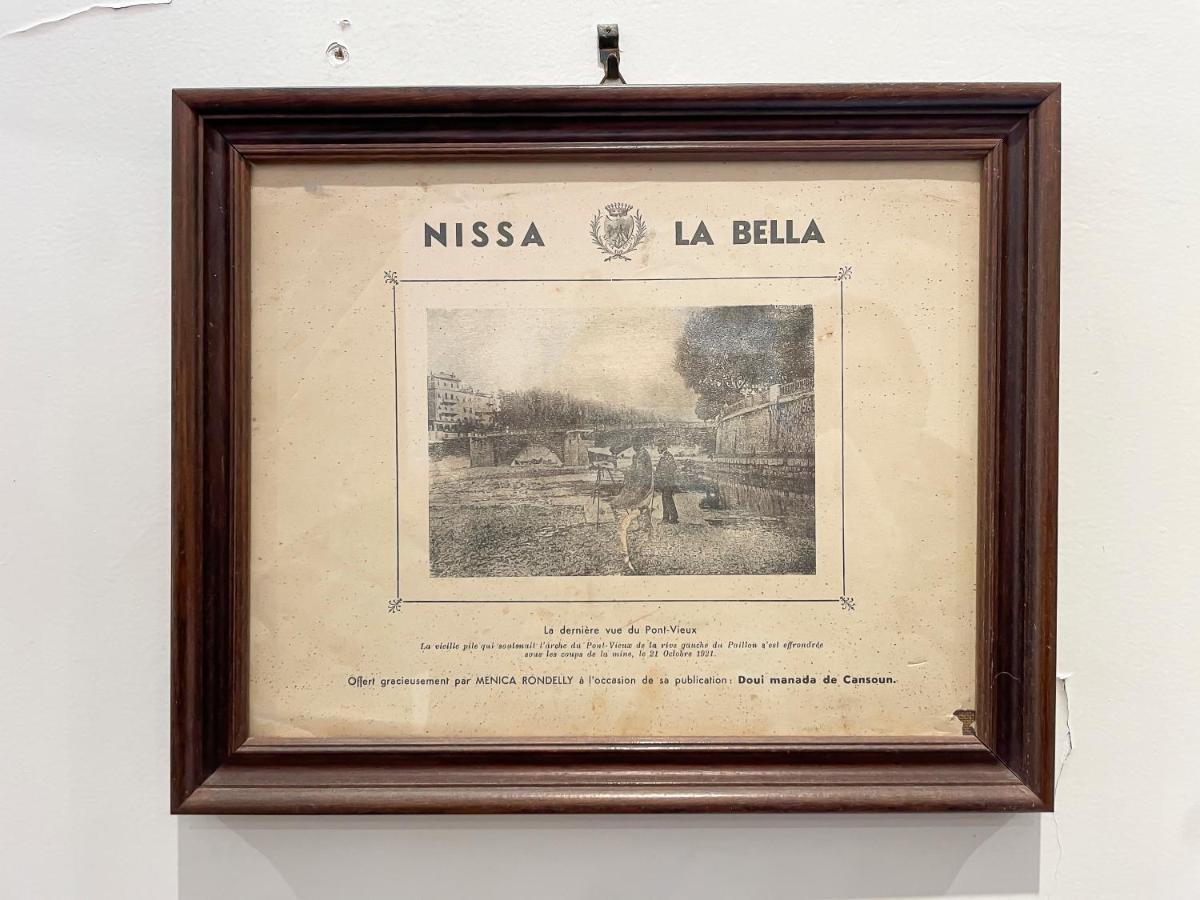 NISSA LA BELLA
La dernière vue du Pont-Vieux
La vieille pile qui soutenait l'arche du Pont-Vieux de la rive gauche du Paillon s'est effrondrée
sous les coups de la mine, le 21 Octobre 1921.
Offert gracieusement par MENICA RONDELLY à l'occasion de sa publication : Doui manada de Cansoun.